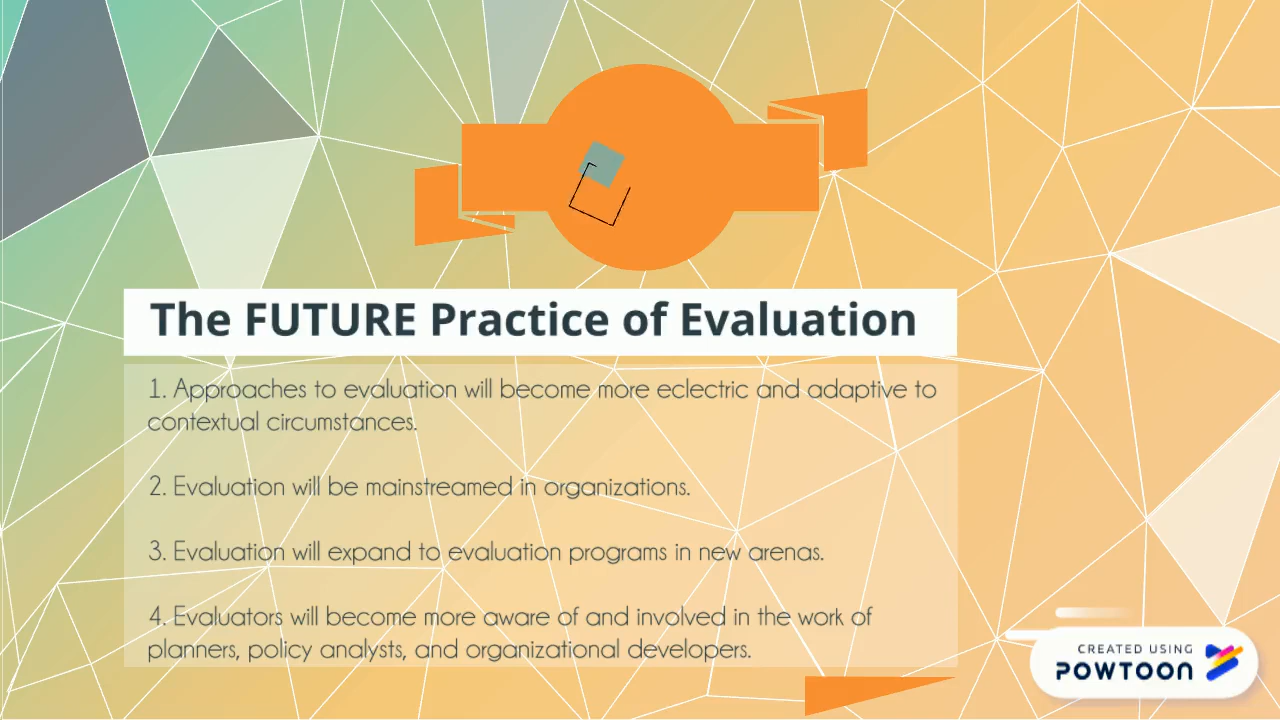 The FUTURE Practice of Evaluation
1. Approaches to evaluation will become more eclectric and adaptive to
contextual circumstances.
2. Evaluation will be mainstreamed in organizations.
3. Evaluation will expand to evaluation programs in new arenas.
4. Evaluators will become more aware of and involved in the work of
planners, policy analysts, and organizational developers.
CREATED USING
POWTOON